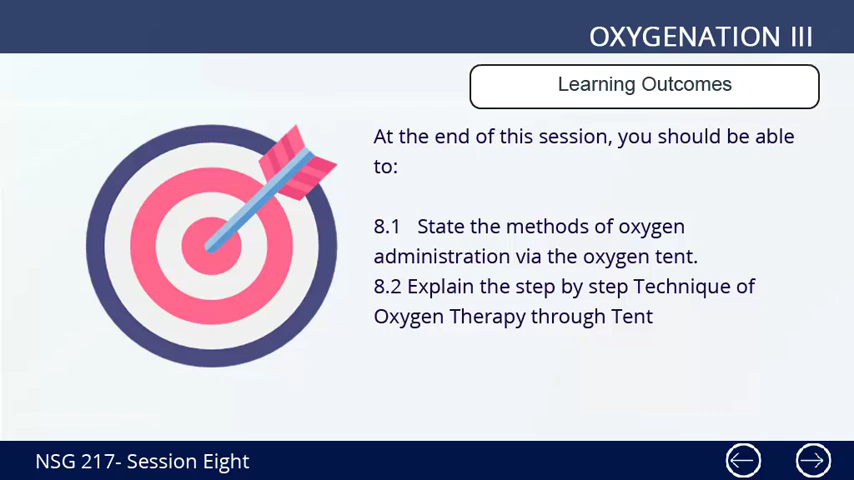 OXYGENATION III
Learning Outcomes
At the end of this session, you should be able
to:
8.1 State the methods of oxygen
administration via the oxygen tent.
8.2 Explain the step by step Technique of
Oxygen Therapy through Tent
NSG 217- Session Eight